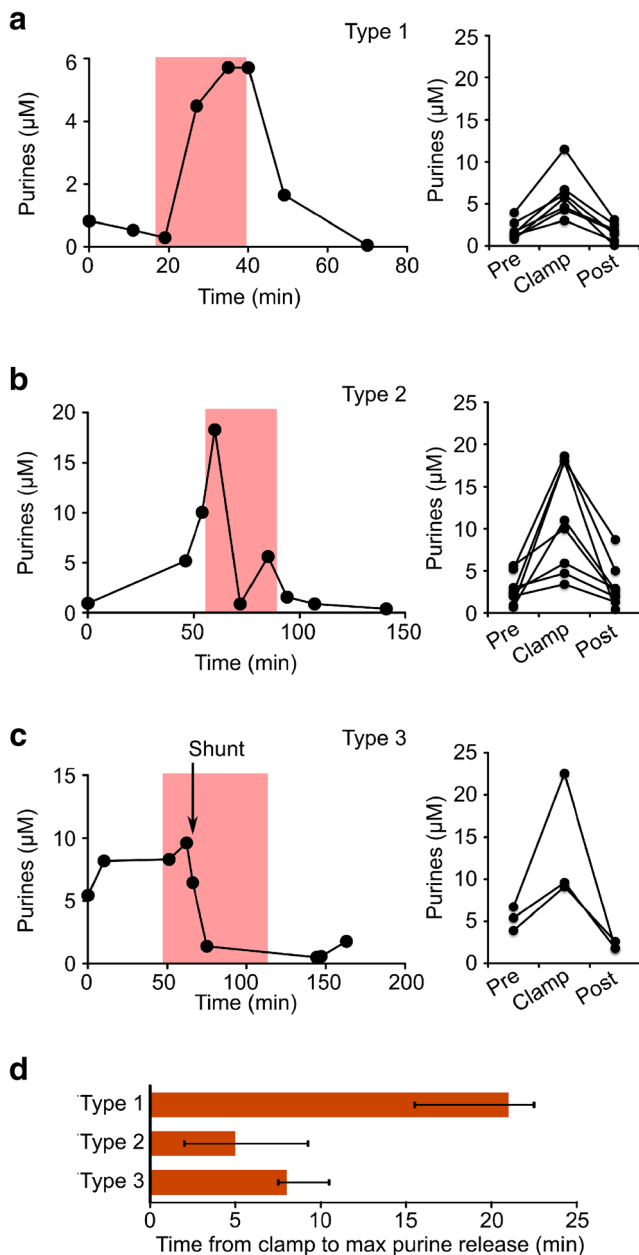 a
Type 1
Purines (µM)
6
4
2
0
0 20 40 60 80
Time (min)
Purines (µM)
25
20
15
10
5
0
Pre Clamp Post
b
Type 2
Purines (µM)
20
15
10
5
0
0 50 100 150
Time (min)
Purines (µM)
25
20
15
10
5
0
Pre Clamp Post
c
Type 3
Shunt
Purines (µM)
15
10
5
0
0 50 100 150 200
Time (min)
Purines (µM)
25
20
15
10
5
0
Pre Clamp Post
d
Type 1
Type 2
Type 3
0 5 10 15 20 25
Time from clamp to max purine release (min)